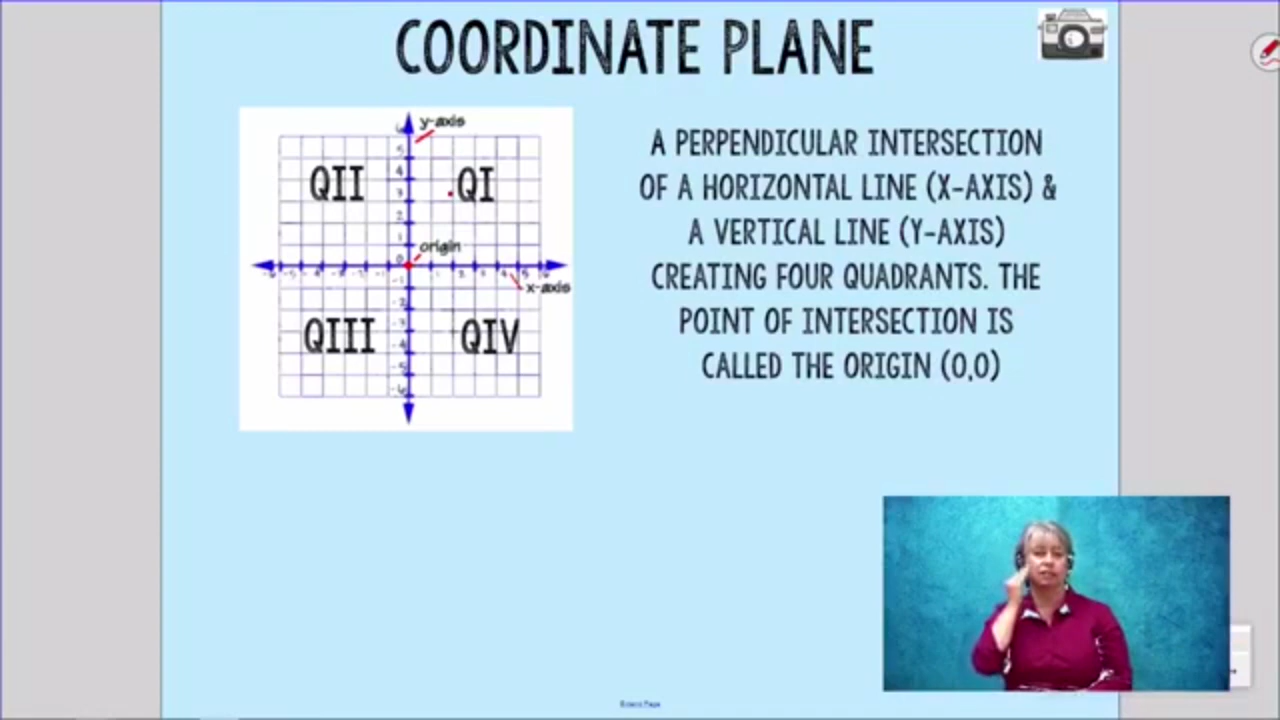 COORDINATE PLANE
y-axis
QII
QI
origin
x-axis
QIII
QIV
A PERPENDICULAR INTERSECTION
OF A HORIZONTAL LINE (X-AXIS) &
A VERTICAL LINE (Y-AXIS)
CREATING FOUR QUADRANTS. THE
POINT OF INTERSECTION IS
CALLED THE ORIGIN (0,0)